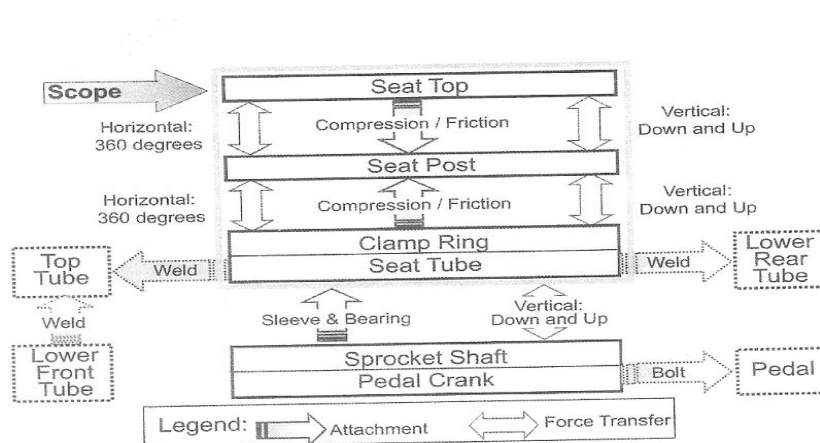 Scope
Seat Top
Horizontal:
360 degrees
Compression / Friction
Vertical:
Down and Up
Seat Post
Horizontal:
360 degrees
Compression / Friction
Vertical:
Down and Up
Clamp Ring
Seat Tube
Top
Tube
Weld
Weld
Lower
Rear
Tube
Weld
Sleeve & Bearing
Vertical:
Down and Up
Lower
Front
Tube
Sprocket Shaft
Pedal Crank
Bolt
Pedal
Legend:
Attachment
Force Transfer